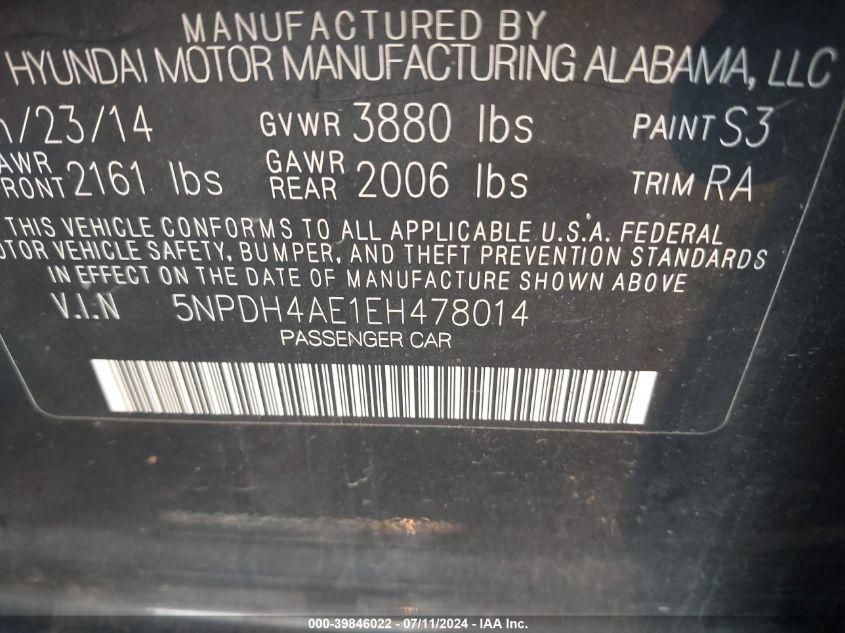 MANUFACTURED BY
HYUNDAI MOTOR MANUFACTURING ALABAMA, LLC
/23/14 GVWR 3880 lbs PAINT S3
AWR FRONT 2161 lbs GAWR REAR 2006 lbs TRIM RA
THIS VEHICLE CONFORMS TO ALL APPLICABLE U.S.A. FEDERAL
OTOR VEHICLE SAFETY, BUMPER, AND THEFT PREVENTION STANDARDS
IN EFFECT ON THE DATE OF MANUFACTURE SHOWN ABOVE
V.I.N 5NPDH4AE1EH478014
PASSENGER CAR
000-39846022 - 07/11/2024 - IAA Inc.